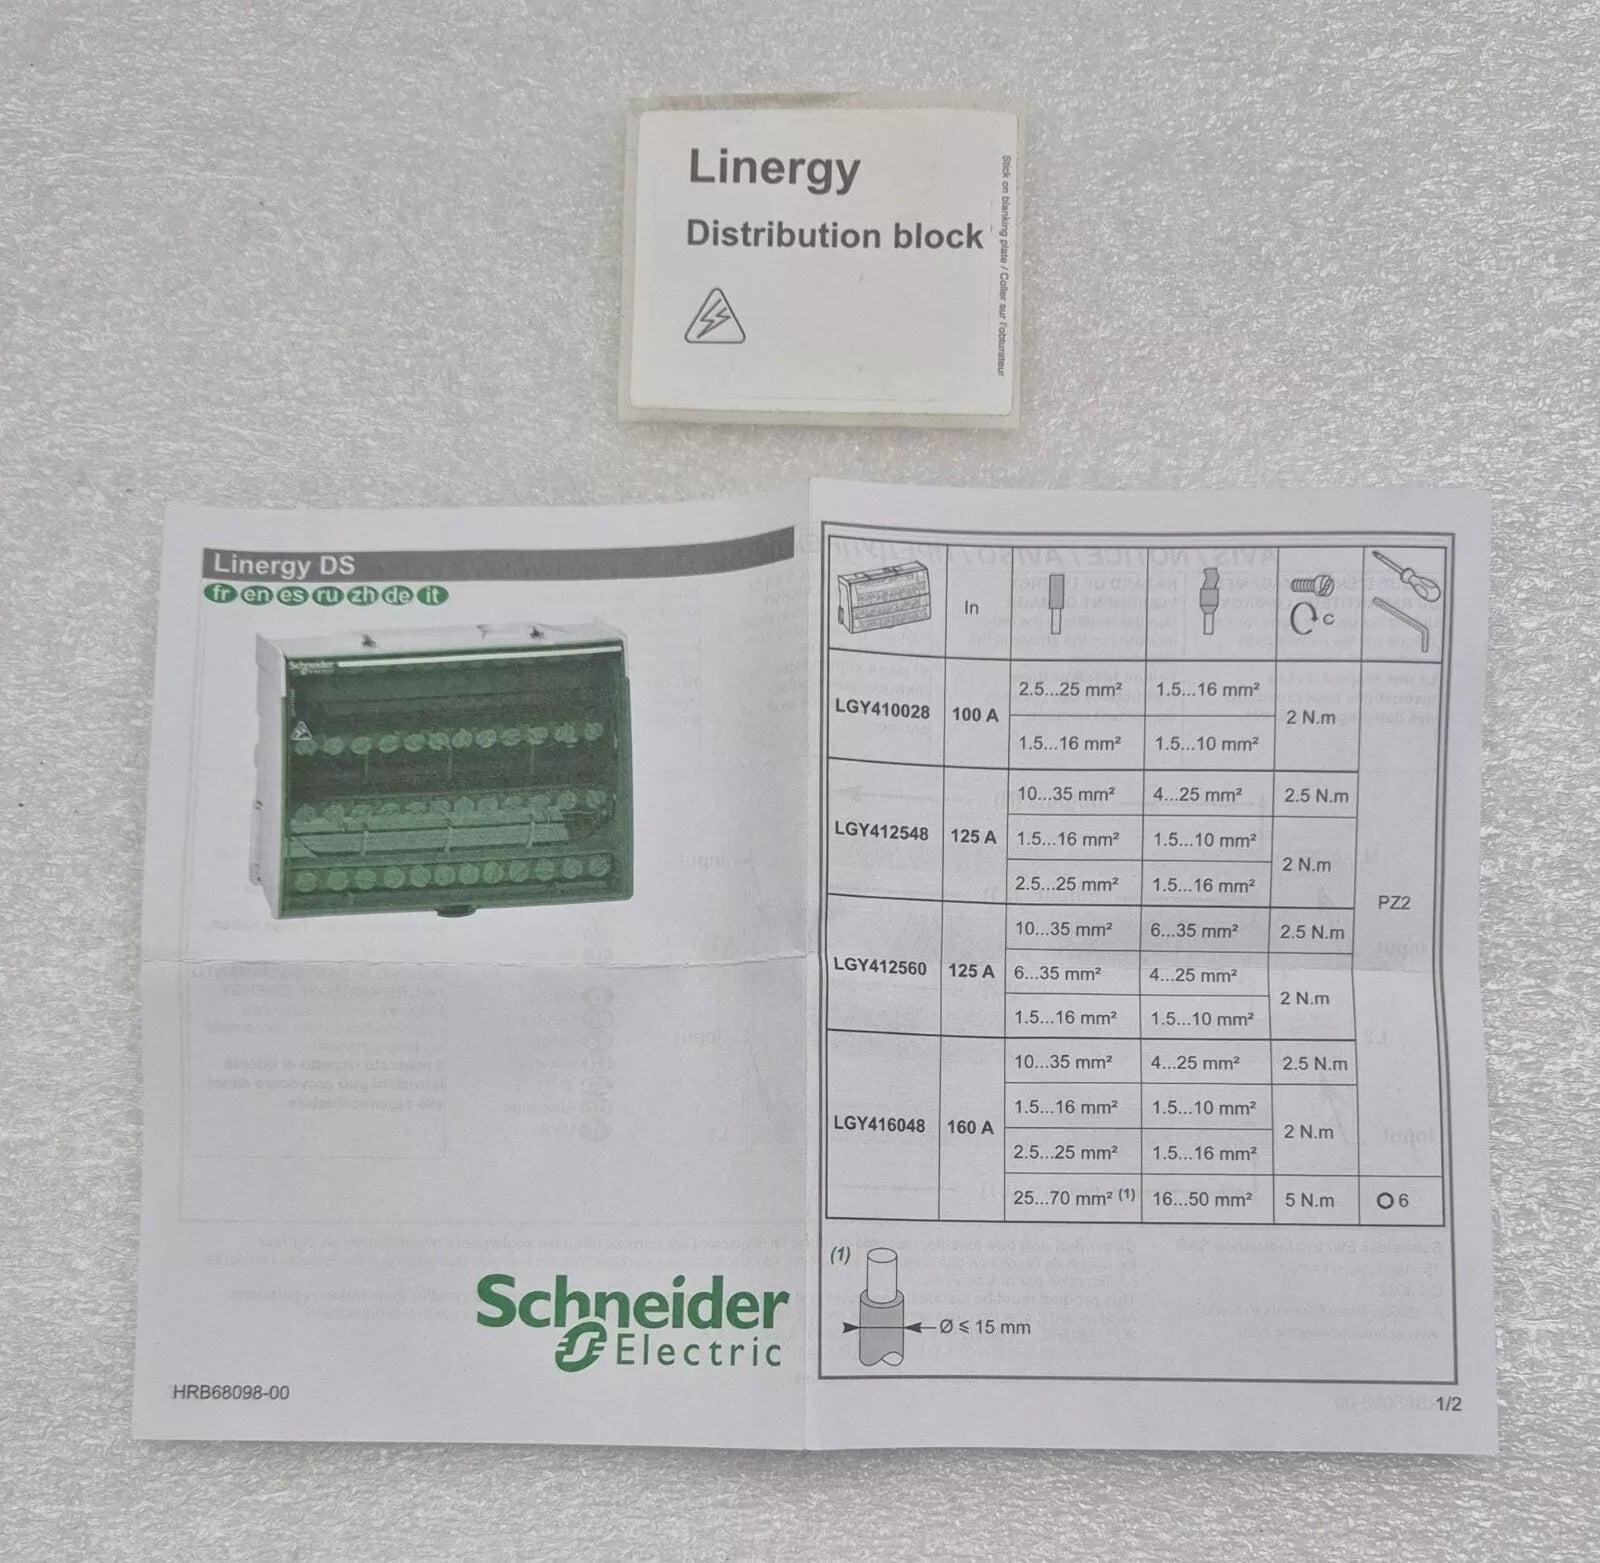 Linergy
Distribution block
Stick on blanking plate / Coller sur l'obturateur
Linergy DS
fr en es ru zh de it
Schneider
Electric
Schneider
Electric
HRB68098-00
In
C
LGY410028 100 A 2.5...25 mm² 1.5...16 mm² 2 N.m
1.5...16 mm² 1.5...10 mm²
LGY412548 125 A 10...35 mm² 4...25 mm² 2.5 N.m
1.5...16 mm² 1.5...10 mm² 2 N.m
2.5...25 mm² 1.5...16 mm²
PZ2
LGY412560 125 A 10...35 mm² 6...35 mm² 2.5 N.m
6...35 mm² 4...25 mm² 2 N.m
1.5...16 mm² 1.5...10 mm²
LGY416048 160 A 10...35 mm² 4...25 mm² 2.5 N.m
1.5...16 mm² 1.5...10 mm² 2 N.m
2.5...25 mm² 1.5...16 mm²
25...70 mm² (1) 16...50 mm² 5 N.m 6
(1)
Ø ⩽ 15 mm
1/2